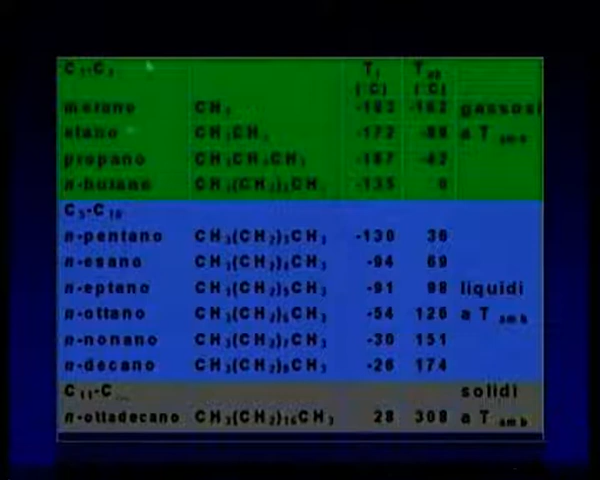 C₁-C₄ Tf Teb
(°C) (°C)
metano CH₄ -183 -162 gassosi
etano CH₃CH₃ -172 -88 a T amb
propano CH₃CH₂CH₃ -187 -42
n-butano CH₃(CH₂)₂CH₃ -135 0
C₅-C₁₀
n-pentano CH₃(CH₂)₃CH₃ -130 36
n-esano CH₃(CH₂)₄CH₃ -94 69
n-eptano CH₃(CH₂)₅CH₃ -91 98 liquidi
n-ottano CH₃(CH₂)₆CH₃ -54 126 a T amb
n-nonano CH₃(CH₂)₇CH₃ -30 151
n-decano CH₃(CH₂)₈CH₃ -26 174
C₁₁-C... solidi
n-ottadecano CH₃(CH₂)₁₆CH₃ 28 308 a T amb